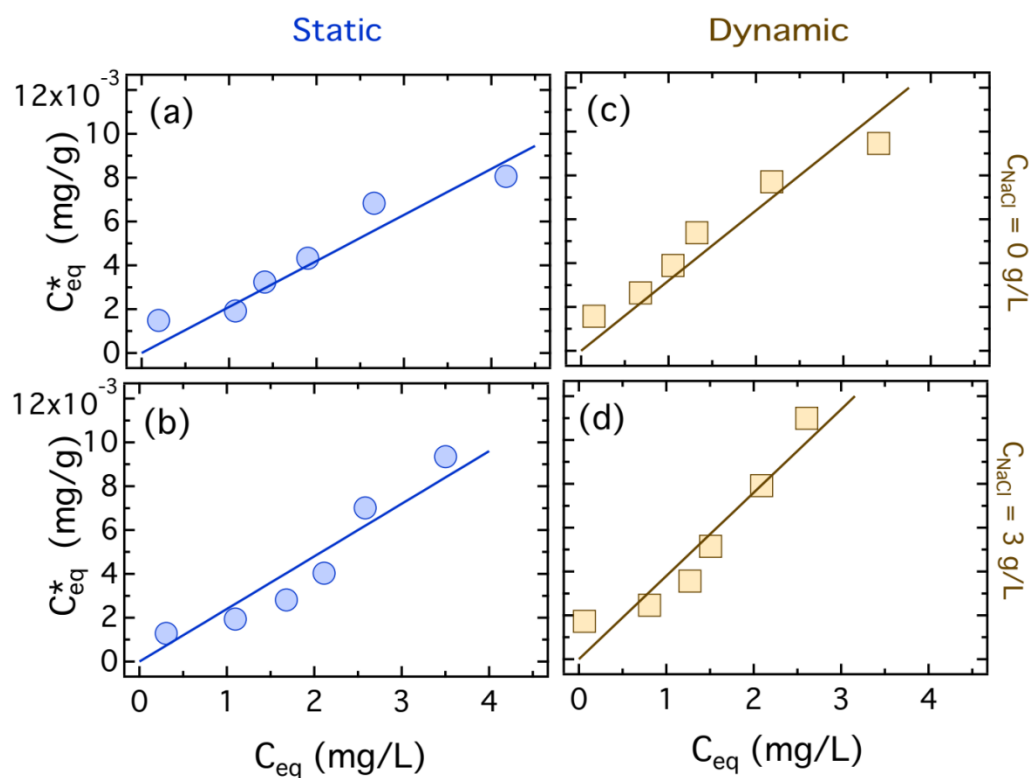 Static
Dynamic
12x10-3
10
8
6
4
2
0
C*eq (mg/g)
(a)
(c)
CNaCl = 0 g/L
12x10-3
10
8
6
4
2
0
C*eq (mg/g)
(b)
(d)
CNaCl = 3 g/L
0 1 2 3 4
0 1 2 3 4
Ceq (mg/L)
Ceq (mg/L)